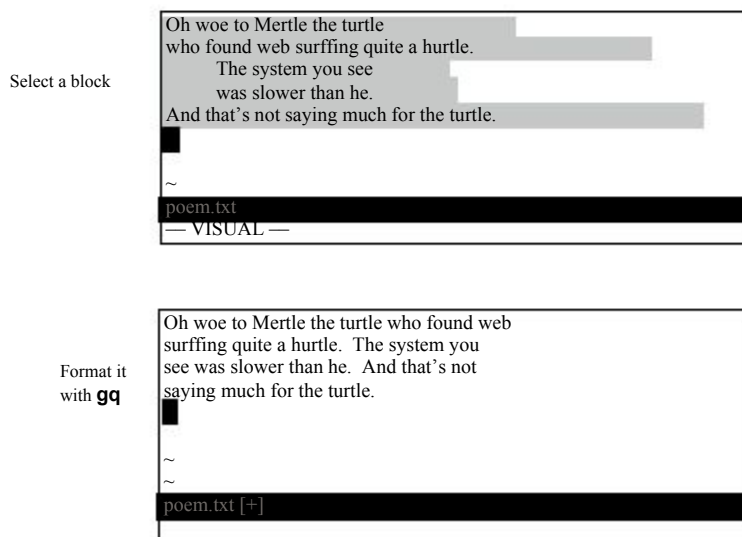 Oh woe to Mertle the turtle
who found web surffing quite a hurtle.
The system you see
Select a block
was slower than he.
And that’s not saying much for the turtle.
~
poem.txt
— VISUAL —
Oh woe to Mertle the turtle who found web
surffing quite a hurtle.  The system you
Format it
see was slower than he.  And that’s not
with gq
saying much for the turtle.
~
~
poem.txt [+]